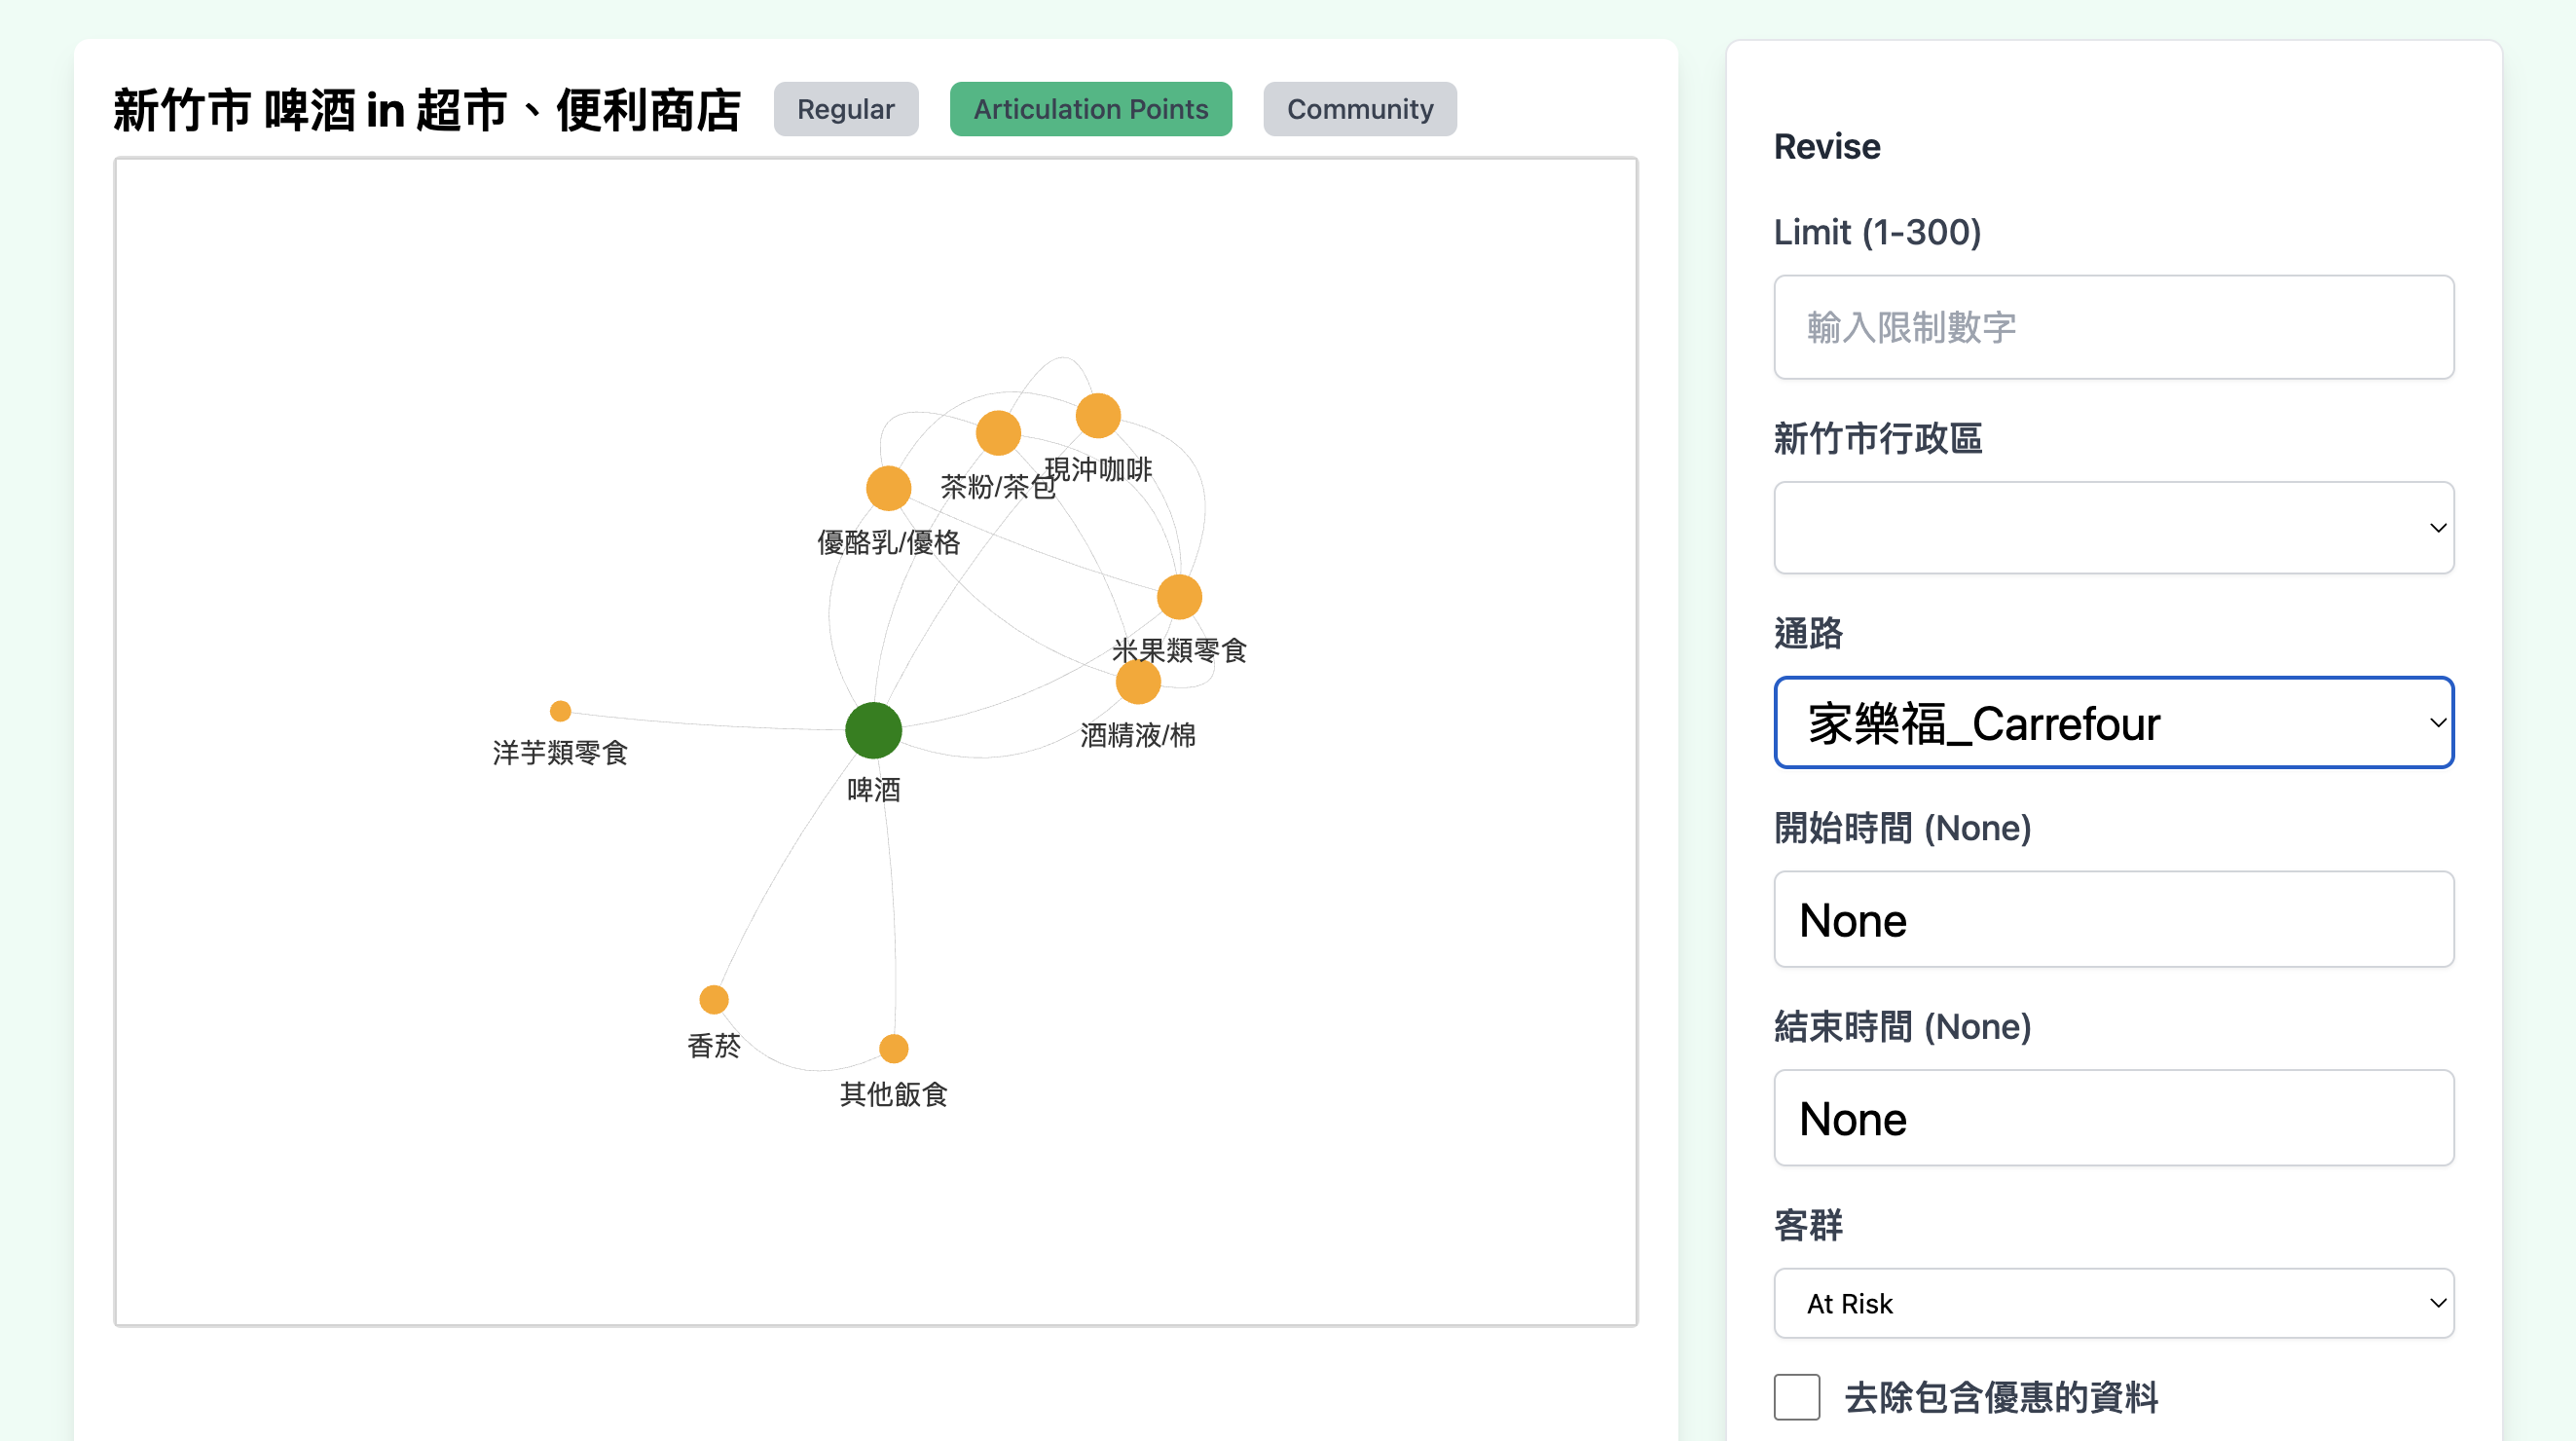 新竹市 啤酒 in 超市、便利商店
Regular
Articulation Points
Community
現沖咖啡
茶粉/茶包
優酪乳/優格
米果類零食
酒精液/棉
洋芋類零食
啤酒
香菸
其他飯食
Revise
Limit (1-300)
輸入限制數字
新竹市行政區
通路
家樂福_Carrefour
開始時間 (None)
None
結束時間 (None)
None
客群
At Risk
去除包含優惠的資料